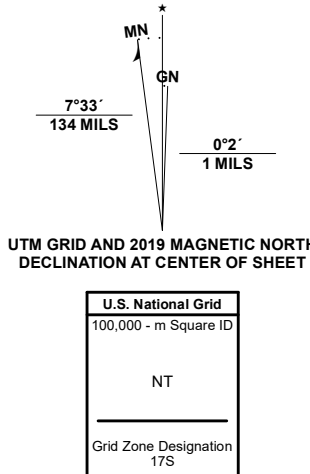 ★
MN
GN
7°33´
134 MILS
0°2´
1 MILS
UTM GRID AND 2019 MAGNETIC NORTH
DECLINATION AT CENTER OF SHEET
U.S. National Grid
100,000 - m Square ID
NT
Grid Zone Designation
17S